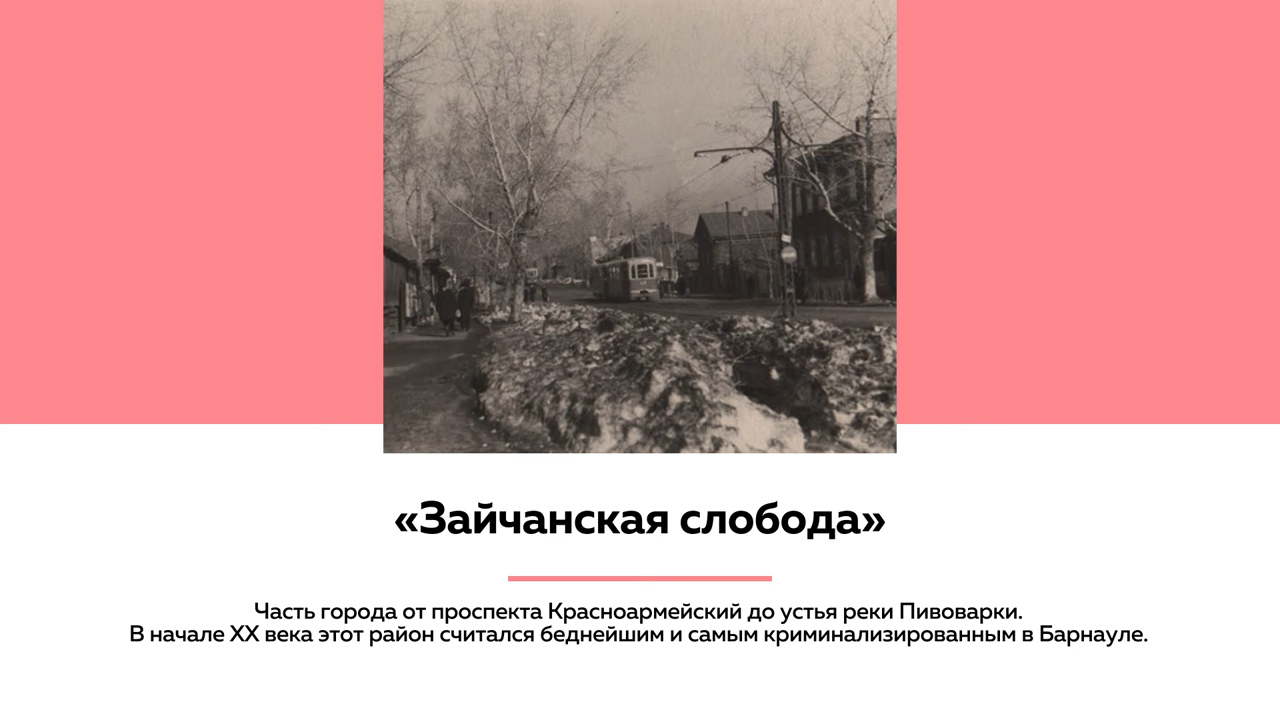 «Зайчанская слобода»
Часть города от проспекта Красноармейский до устья реки Пивоварки.
В начале XX века этот район считался беднейшим и самым криминализированным в Барнауле.